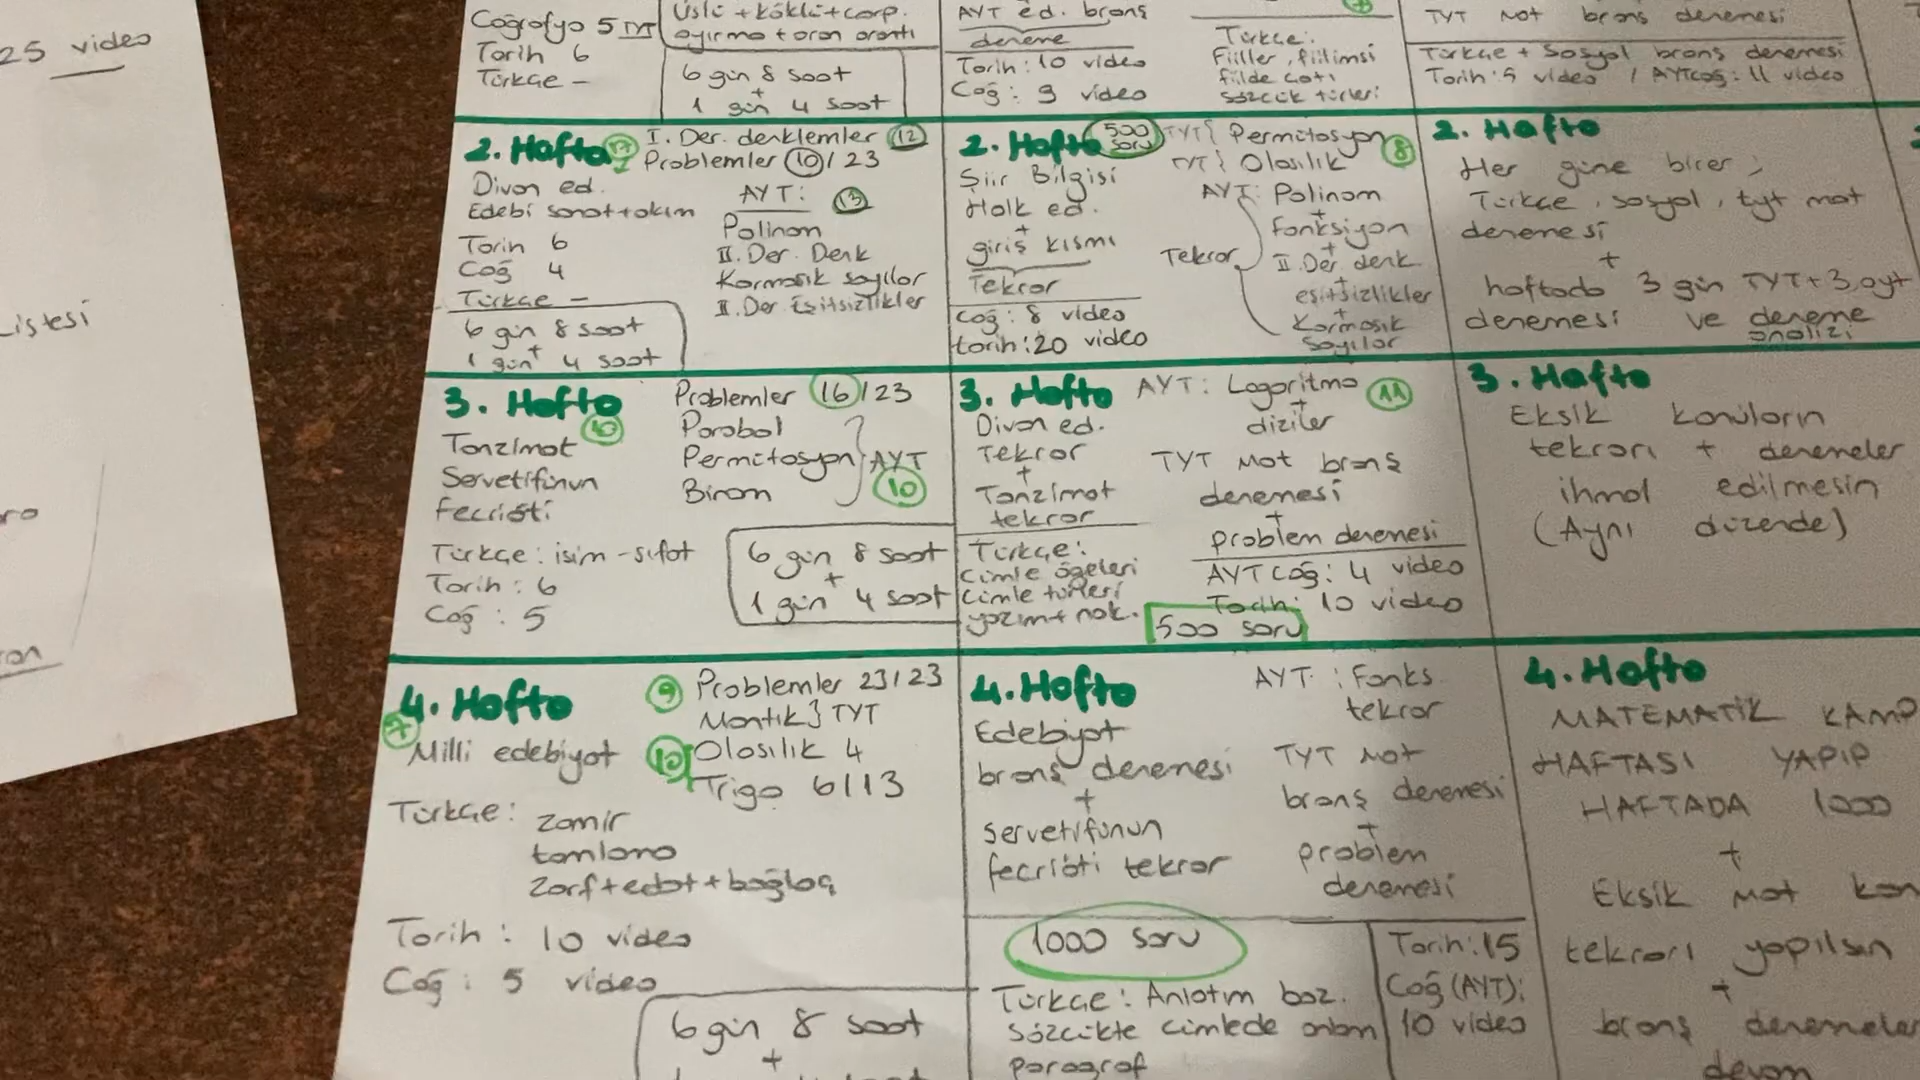 25 video
Listesi
Coğrafya 5 TYT
Tarih 6
Türkçe –
Üslü + köklü + çarp.
ayırma + oran orantı
6 gün 8 saat
+
1 gün 4 saat
AYT ed. branş
deneme
Tarih: 10 video
Coğ: 9 video
Türkçe:
Fiiller, fiilimsi
fiilde çatı
sözcük türleri
TYT Mat branş denemesi
Türkçe + Sosyal branş denemesi
Tarih: 5 video / AYT coğ: 11 video
2. Hafta
I. Der. denklemler 12
Problemler 10/23
Divan ed.
Edebi sanat+akım
Tarih 6
Coğ 4
Türkçe –
AYT: 13
Polinom
II. Der. Denk
Karmaşık sayılar
II. Der Eşitsizlikler
6 gün 8 saat
+
1 gün 4 saat
2. Hafta 500 soru
Şiir Bilgisi
Halk ed.
+
giriş kısmı
Tekrar
Coğ: 8 video
tarih: 20 video
TYT{ Permütasyon
TYT{ Olasılık 8
AYT: Polinom
+
fonksiyon
+
Tekrar II. Der denk
+
eşitsizlikler
+
Karmaşık
Sayılar
2. Hafta
Her güne birer;
Türkçe, sosyal, tyt mat
denemesi
+
haftada 3 gün TYT + 3 ayt
denemesi ve deneme
analizi
3. Hafta
10
Tanzimat
Servetifünun
Fecriati
Türkçe: isim – sıfat
Tarih: 6
Coğ: 5
Problemler 16/23
Parabol
Permütasyon } AYT
Binom 10
6 gün 8 saat
+
1 gün 4 saat
3. Hafta
Divan ed.
Tekrar
+
Tanzimat
tekrar
Türkçe:
Cümle ögeleri
Cümle türleri
yazım+nok.
AYT: Logaritma 11
+
diziler
TYT Mat branş
denemesi
+
problem denemesi
AYT Coğ: 4 video
Tarih: 10 video
500 soru
3. Hafta
Eksik konuların
tekrarı + denemeler
ihmal edilmesin
(Aynı düzende)
4. Hafta
7
Milli edebiyat
Türkçe: zamir
tamlama
Zarf+edat+bağlaç
Tarih: 10 video
Coğ: 5 video
9 Problemler 23/23
Mantık } TYT
10 Olasılık 4
Trigo 6/13
6 gün 8 saat
+
4. Hafta
Edebiyat
branş denemesi
+
Servetifünun
fecriati tekrar
AYT: Fonks.
tekrar
TYT Mat
branş denemesi
+
problem
denemesi
1000 soru
Türkçe: Anlatım boz.
Sözcükte cümlede anlam
paragraf
Tarih: 15
Coğ (AYT):
10 video
4. Hafta
MATEMATİK KAMP
HAFTASI YAPIP
HAFTADA 1000
+
Eksik Mat kon
tekrarı yapılsın
+
branş denemeler
devam